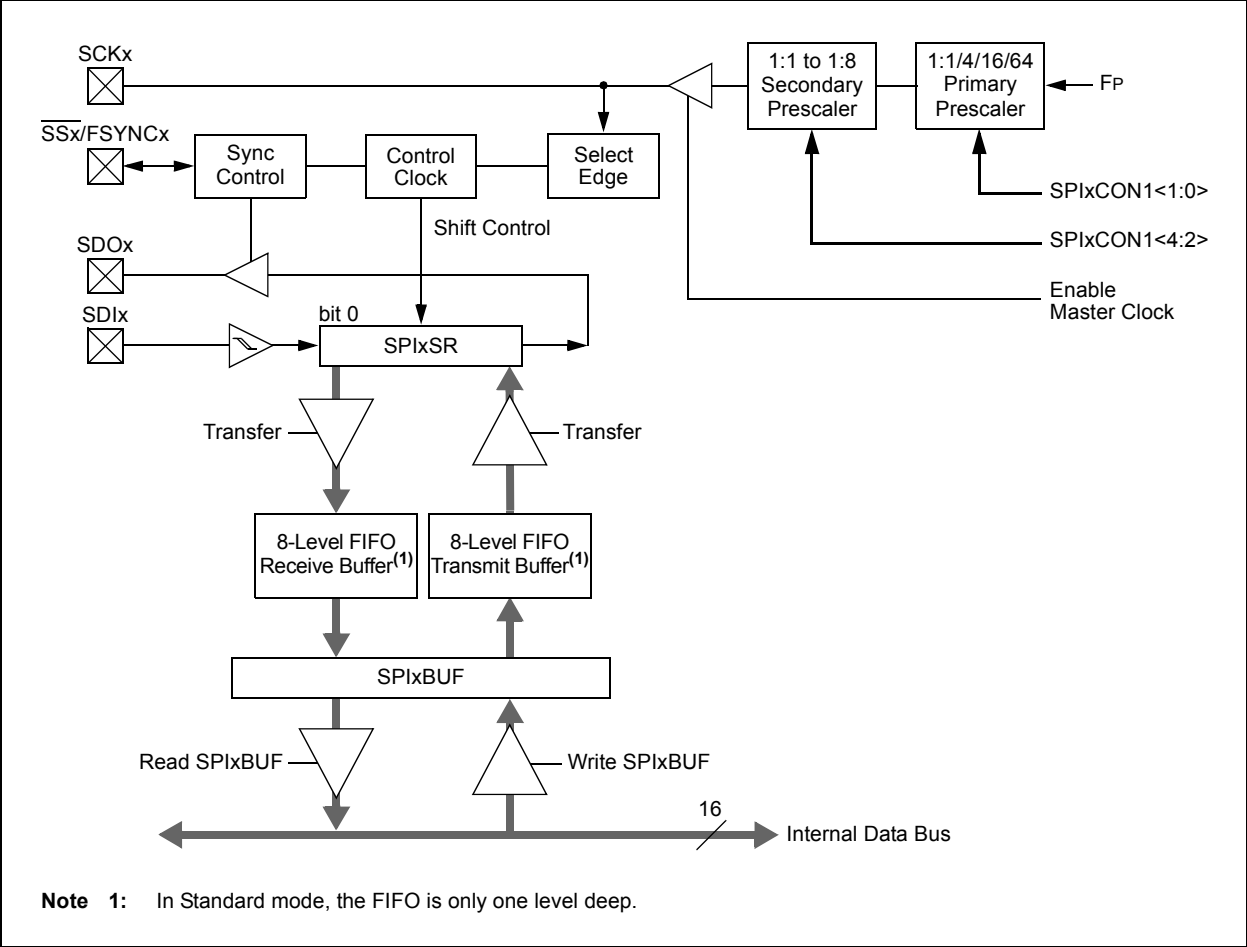 SCKx
1:1 to 1:8
Secondary
Prescaler
1:1/4/16/64
Primary
Prescaler
FP
SSx/FSYNCx
Sync
Control
Control
Clock
Select
Edge
SPIxCON1<1:0>
Shift Control
SPIxCON1<4:2>
SDOx
Enable
Master Clock
SDIx
bit 0
SPIxSR
Transfer
Transfer
8-Level FIFO
Receive Buffer(1)
8-Level FIFO
Transmit Buffer(1)
SPIxBUF
Read SPIxBUF
Write SPIxBUF
16
Internal Data Bus
Note 1: In Standard mode, the FIFO is only one level deep.